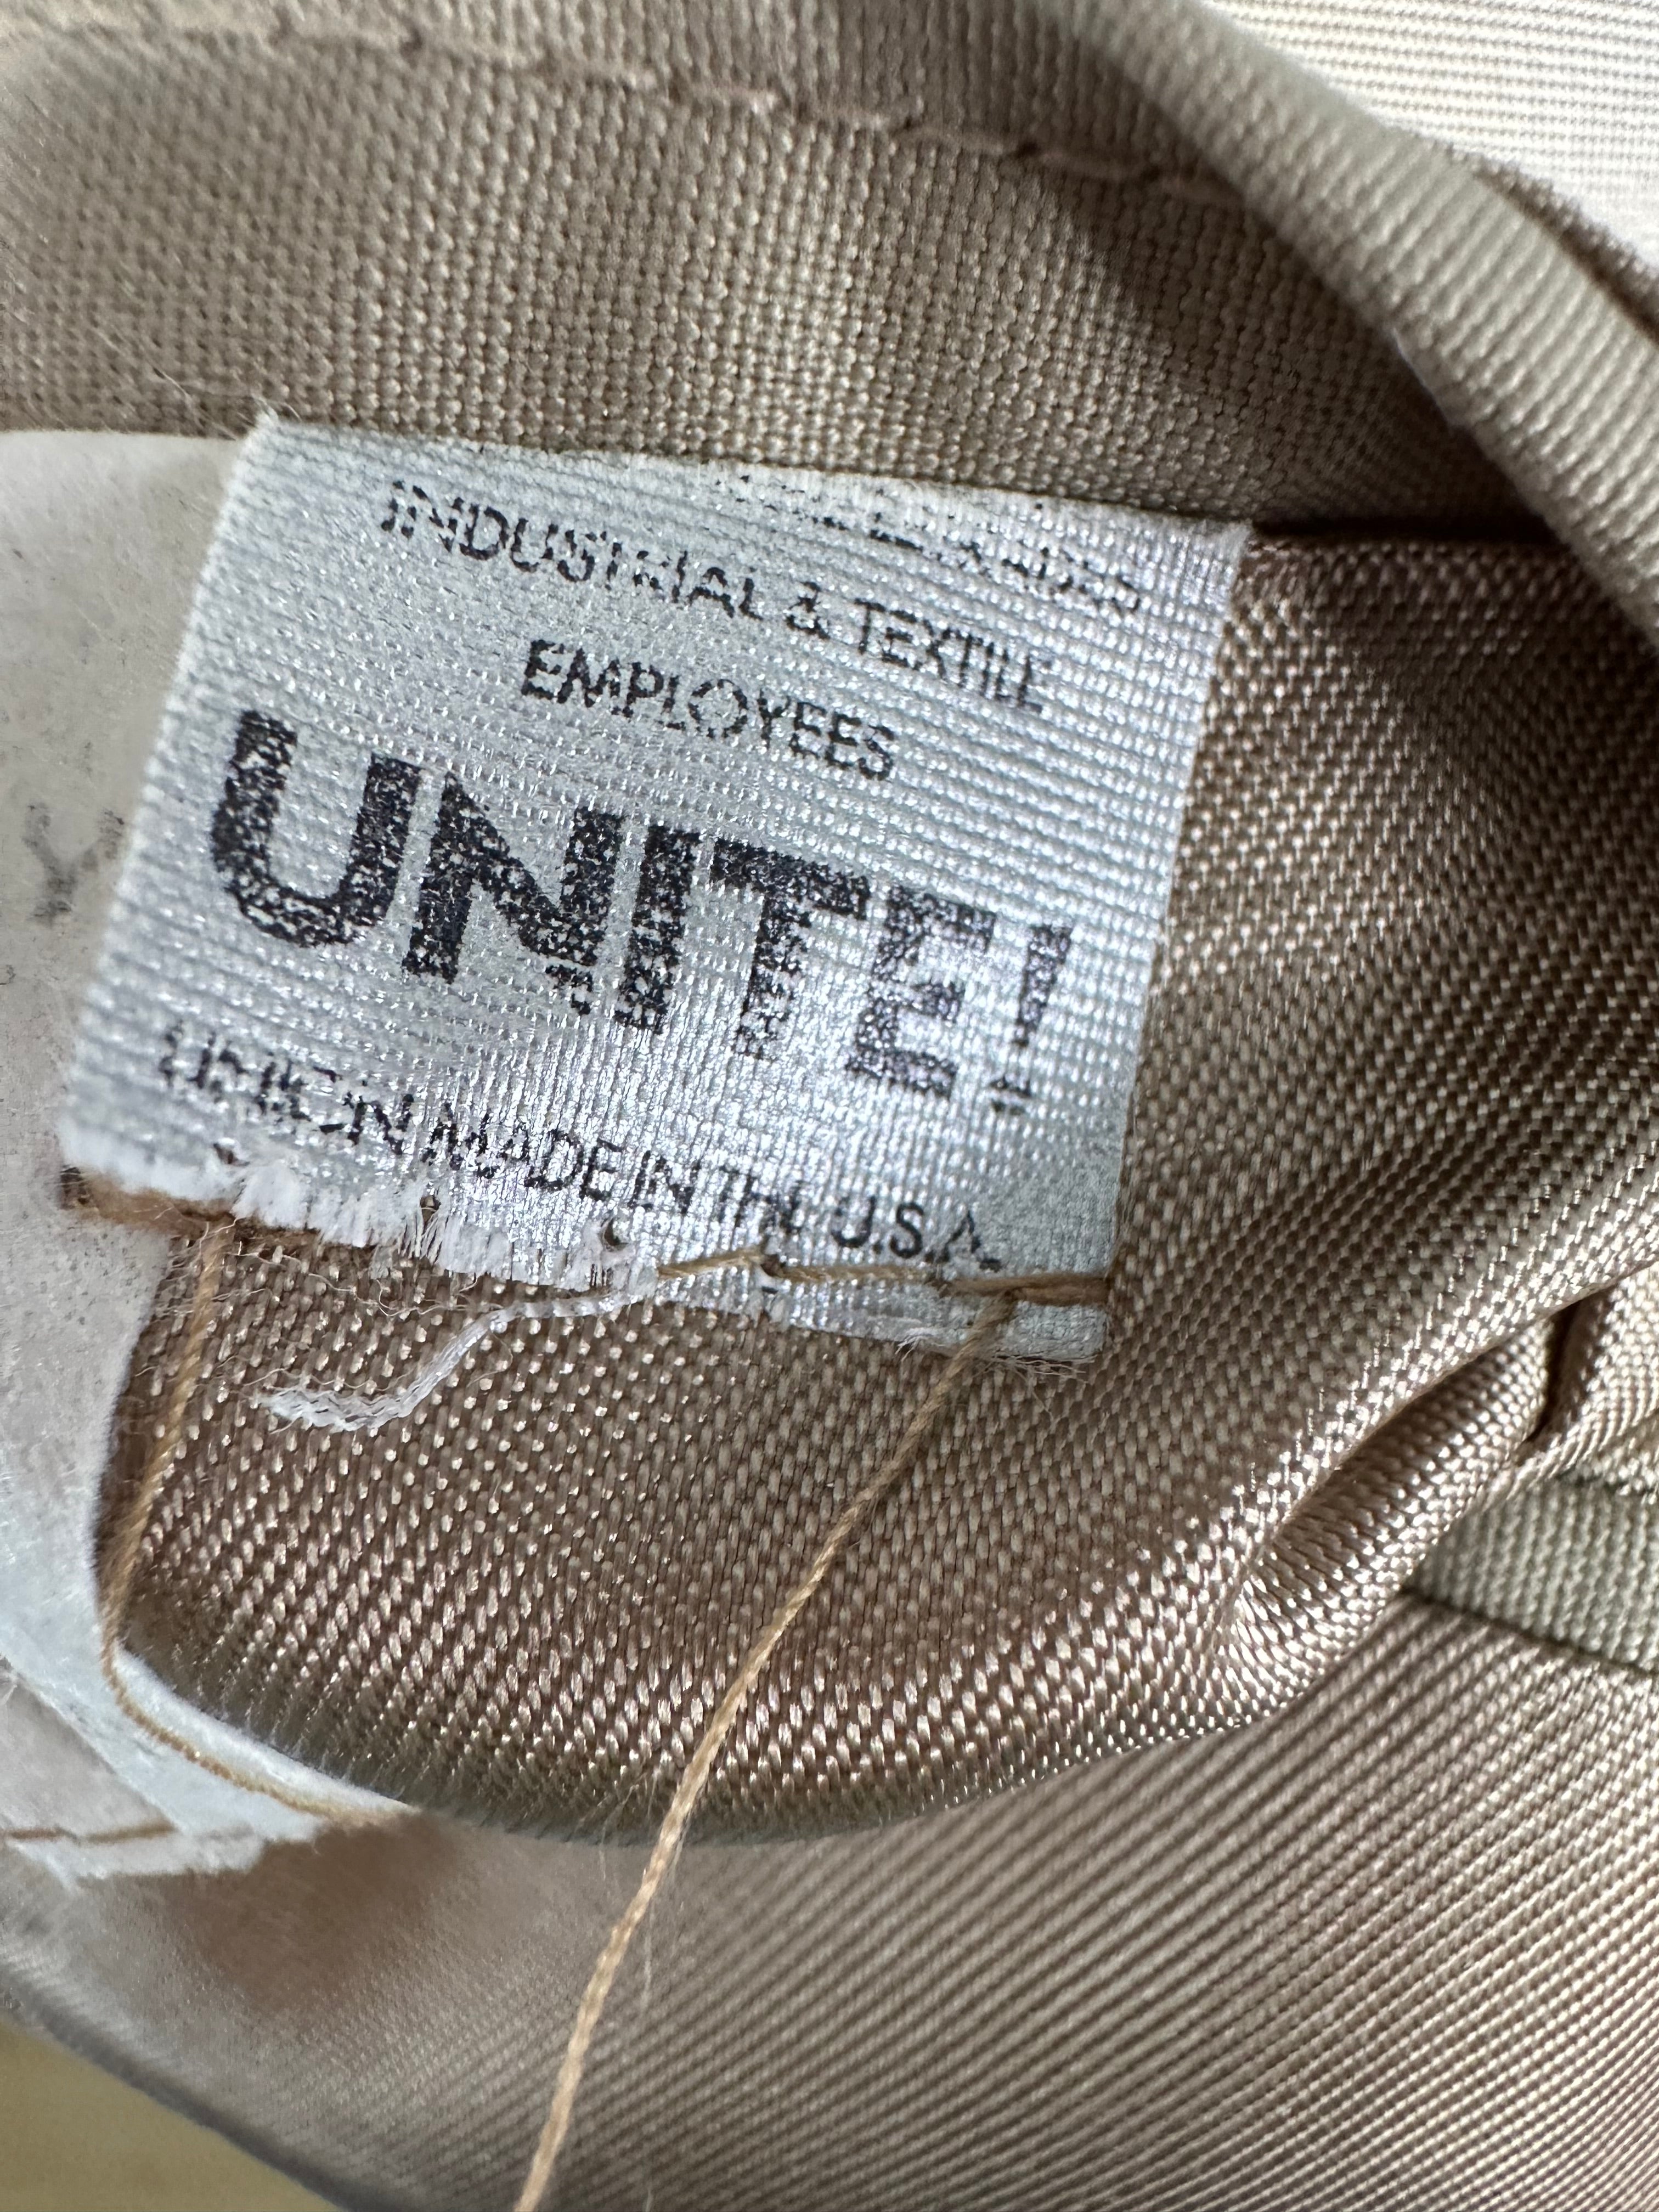 INDUSTRIAL & TEXTILE
EMPLOYEES
UNITE!
UNION MADE IN THE U.S.A.